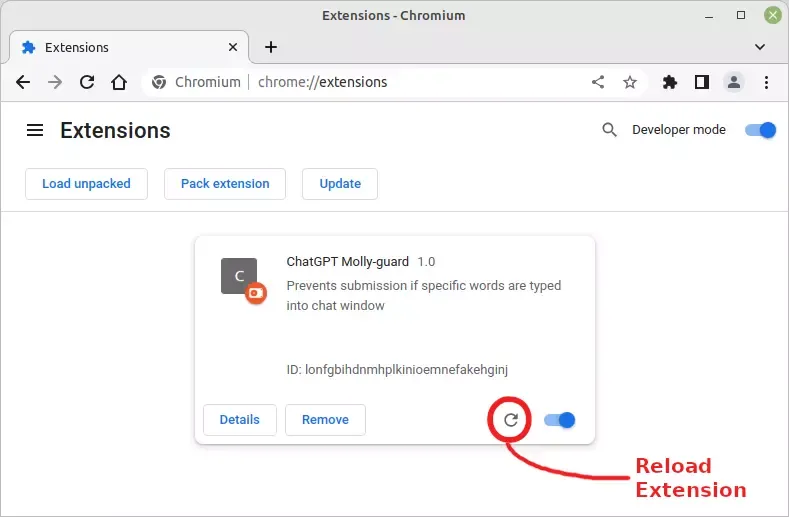 Extensions - Chromium
Extensions
Chromium chrome://extensions
Extensions
Developer mode
Load unpacked
Pack extension
Update
ChatGPT Molly-guard 1.0
C
Prevents submission if specific words are typed
into chat window
ID: lonfgbihdnmhplkinioemnefakehginj
Details
Remove
Reload
Extension